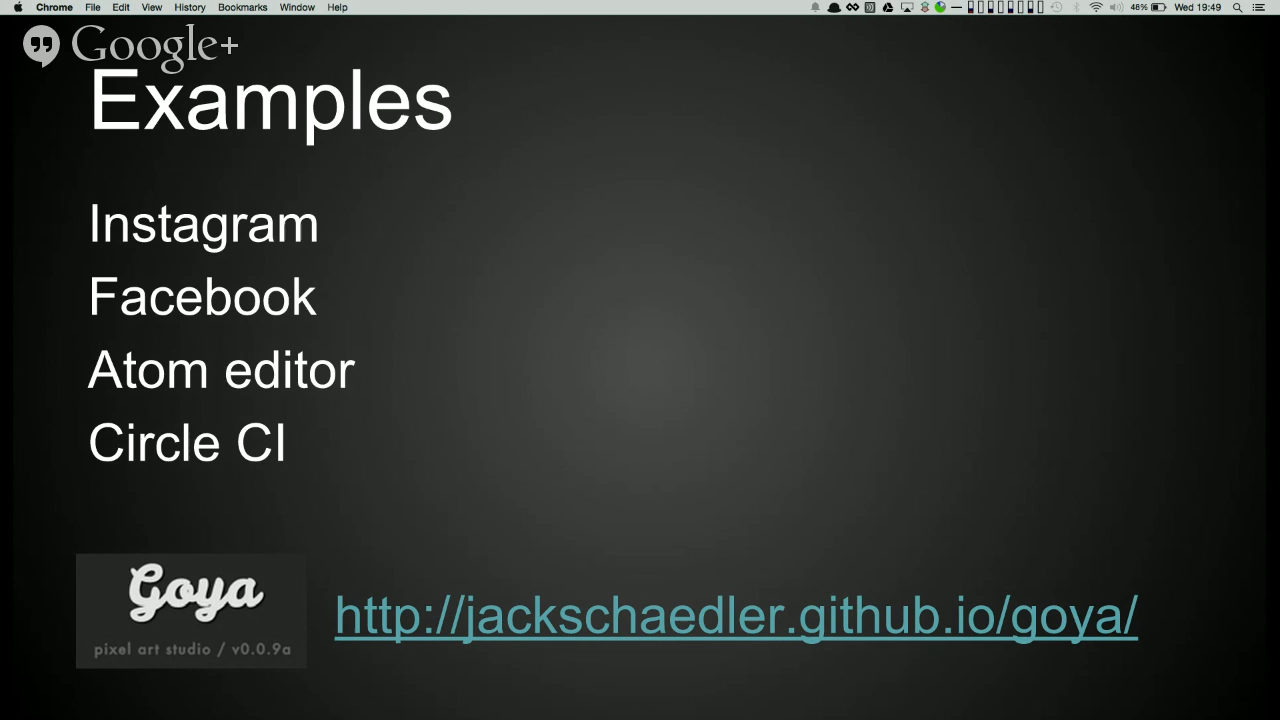 Chrome File Edit View History Bookmarks Window Help 48% Wed 19:49
Google+
Examples
Instagram
Facebook
Atom editor
Circle CI
Goya
pixel art studio / v0.0.9a
http://jackschaedler.github.io/goya/